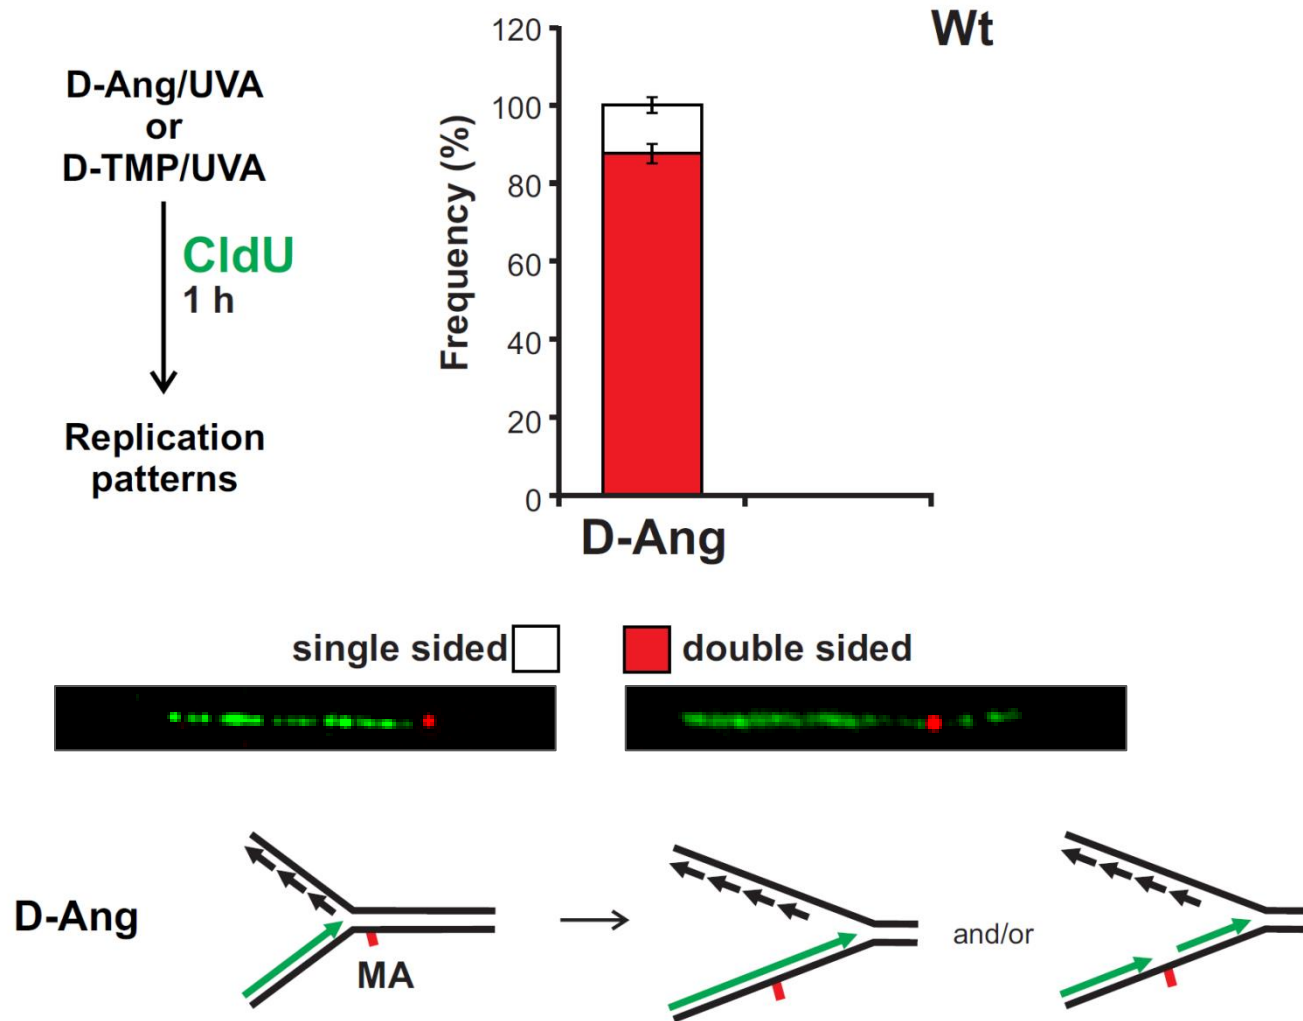 D-Ang/UVA
or
D-TMP/UVA
CldU
1 h
Replication
patterns
Wt
Frequency (%)
120
100
80
60
40
20
0
D-Ang
single sided
double sided
D-Ang
MA
and/or